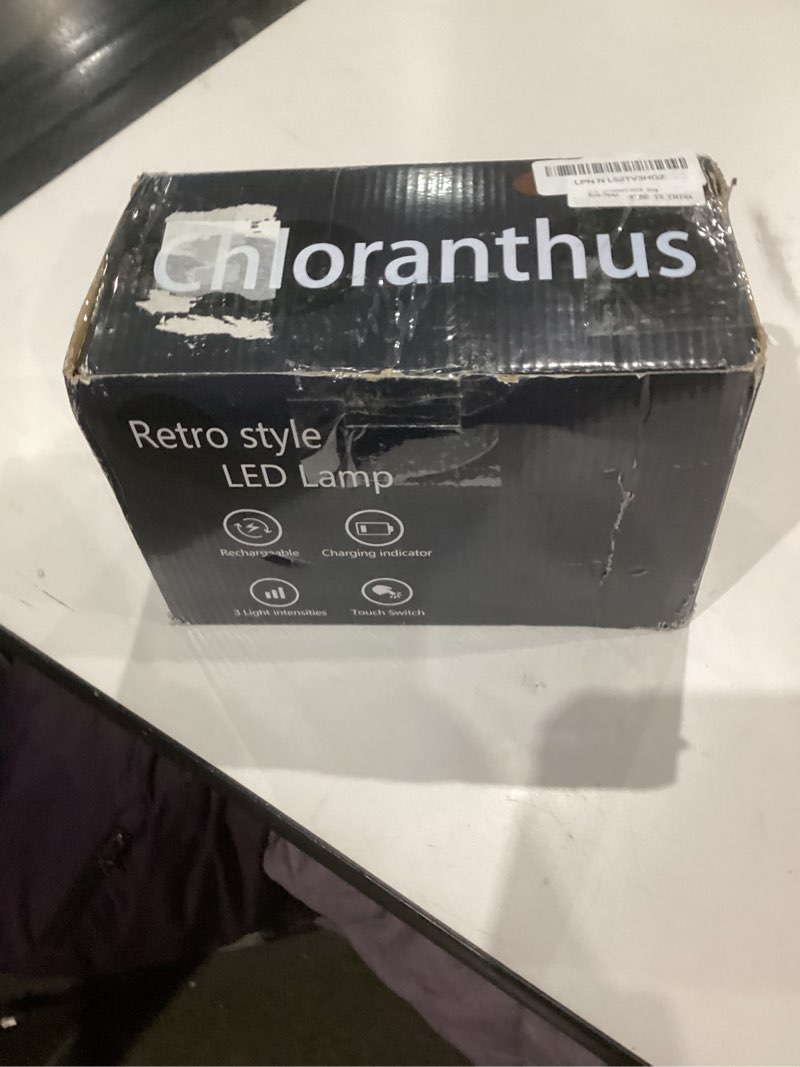 Chloranthus
Retro style
LED Lamp
Rechargeable
Charging indicator
3 Light intensities
Touch Switch